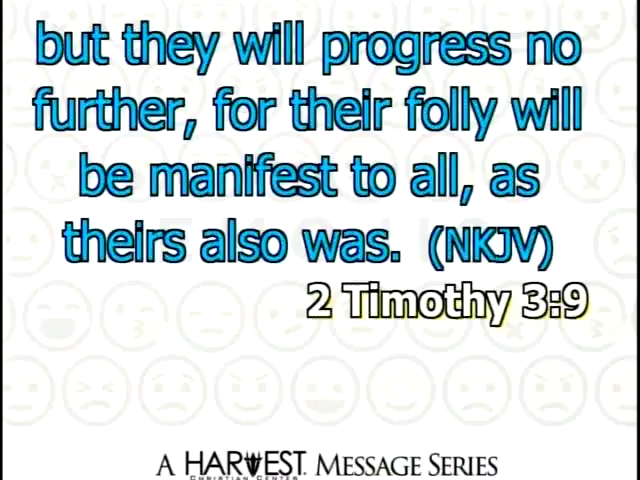 but they will progress no
further, for their folly will
be manifest to all, as
theirs also was. (NKJV)
2 Timothy 3:9
A HARVEST MESSAGE SERIES
CHRISTIAN CENTER